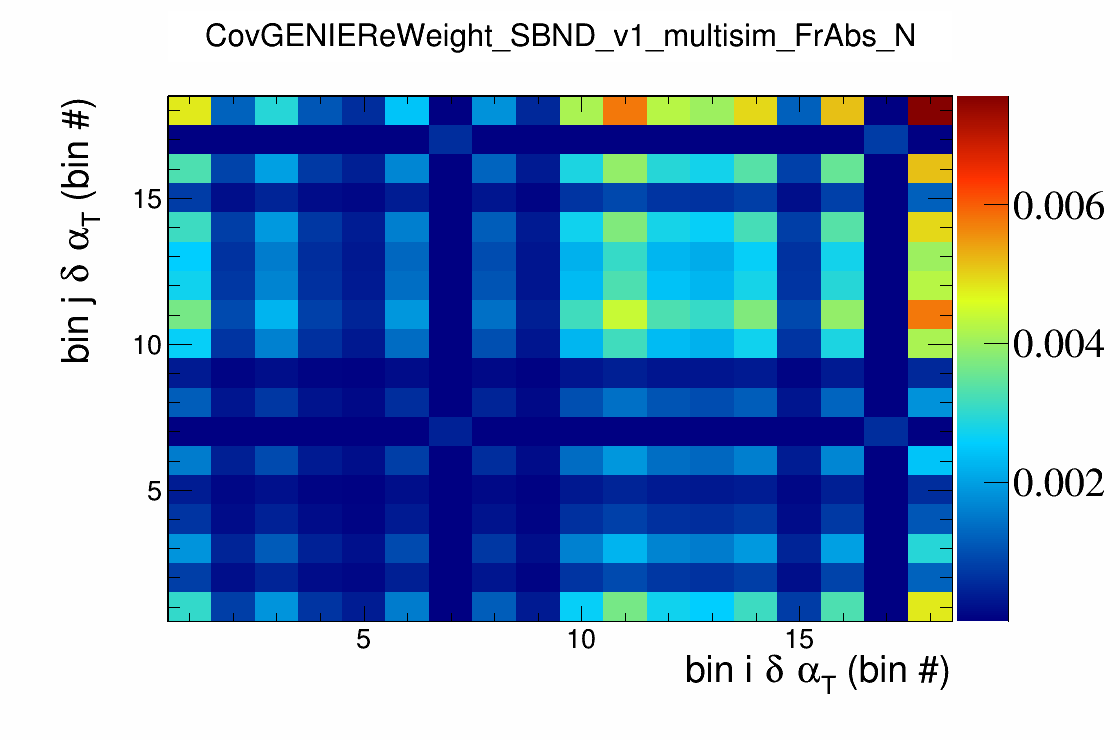 CovGENIEReWeight_SBND_v1_multisim_FrAbs_N
bin j δ α_T (bin #)
15
10
5
5 10 15
bin i δ α_T (bin #)
0.006
0.004
0.002